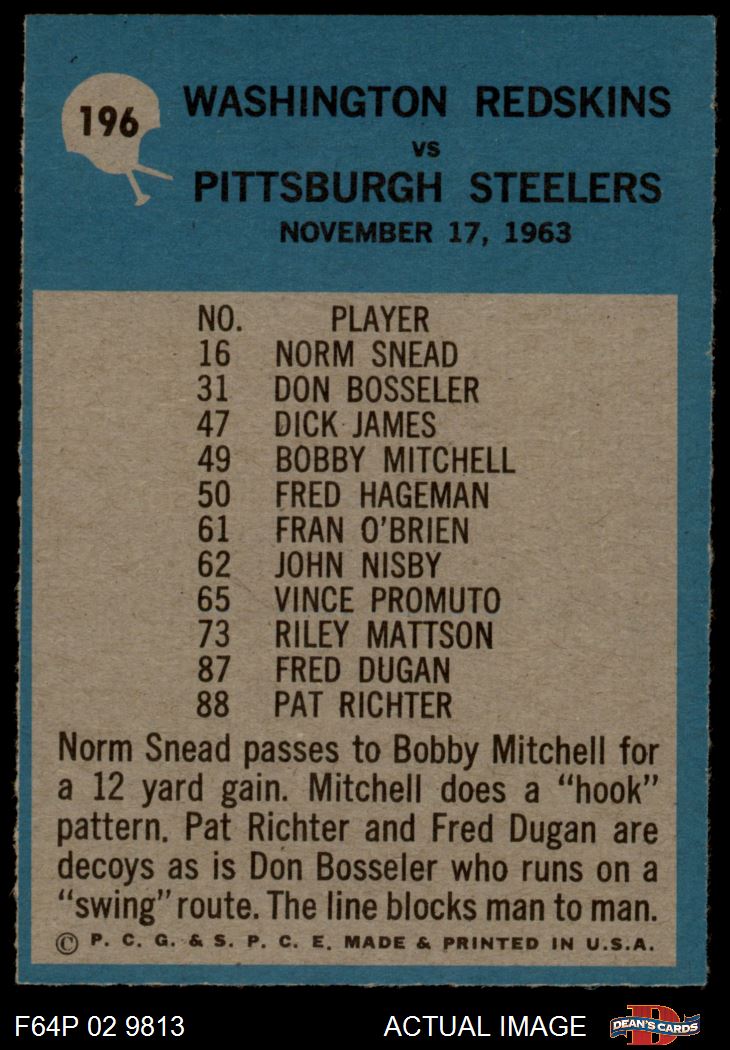 196
WASHINGTON REDSKINS
VS
PITTSBURGH STEELERS
NOVEMBER 17, 1963
NO. PLAYER
16 NORM SNEAD
31 DON BOSSELER
47 DICK JAMES
49 BOBBY MITCHELL
50 FRED HAGEMAN
61 FRAN O'BRIEN
62 JOHN NISBY
65 VINCE PROMUTO
73 RILEY MATTSON
87 FRED DUGAN
88 PAT RICHTER
Norm Snead passes to Bobby Mitchell for
a 12 yard gain. Mitchell does a “hook”
pattern. Pat Richter and Fred Dugan are
decoys as is Don Bosseler who runs on a
“swing” route. The line blocks man to man.
© P. C. G. & S. P. C. E. MADE & PRINTED IN U.S.A.
F64P 02 9813 ACTUAL IMAGE D DEAN'S CARDS